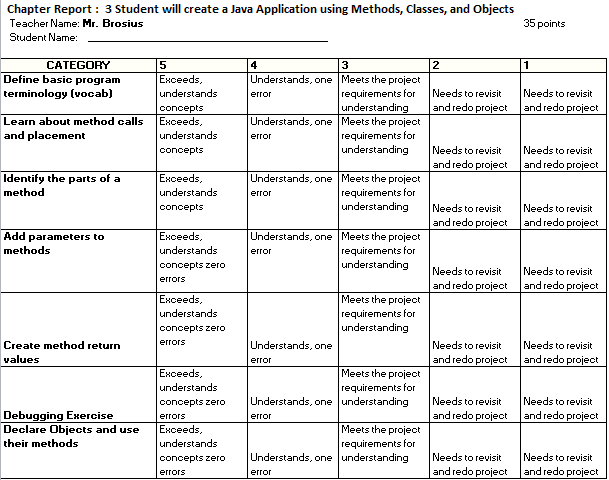 Chapter Report : 3 Student will create a Java Application using Methods, Classes, and Objects
Teacher Name: Mr. Brosius 35 points
Student Name:
CATEGORY 5 4 3 2 1
Define basic program Exceeds, Understands, one Meets the project
terminology (vocab) understands error requirements for Needs to revisit Needs to revisit
concepts understanding and redo project and redo project
Learn about method calls Exceeds, Understands, one Meets the project
and placement understands error requirements for Needs to revisit Needs to revisit
concepts understanding and redo project and redo project
Identify the parts of a Exceeds, Understands, one Meets the project
method understands error requirements for
concepts understanding Needs to revisit Needs to revisit
and redo project and redo project
Add parameters to Exceeds, Understands, one Meets the project
methods understands error requirements for
concepts zero understanding Needs to revisit Needs to revisit
errors and redo project and redo project
Exceeds, Meets the project
understands requirements for
concepts zero understanding
Create method return errors Understands, one Needs to revisit Needs to revisit
values error and redo project and redo project
Exceeds, Meets the project
understands requirements for
concepts zero Understands, one understanding Needs to revisit Needs to revisit
Debugging Exercise errors error and redo project and redo project
Declare Objects and use Exceeds, Meets the project
their methods understands requirements for
concepts zero Understands, one understanding Needs to revisit Needs to revisit
errors error and redo project and redo project